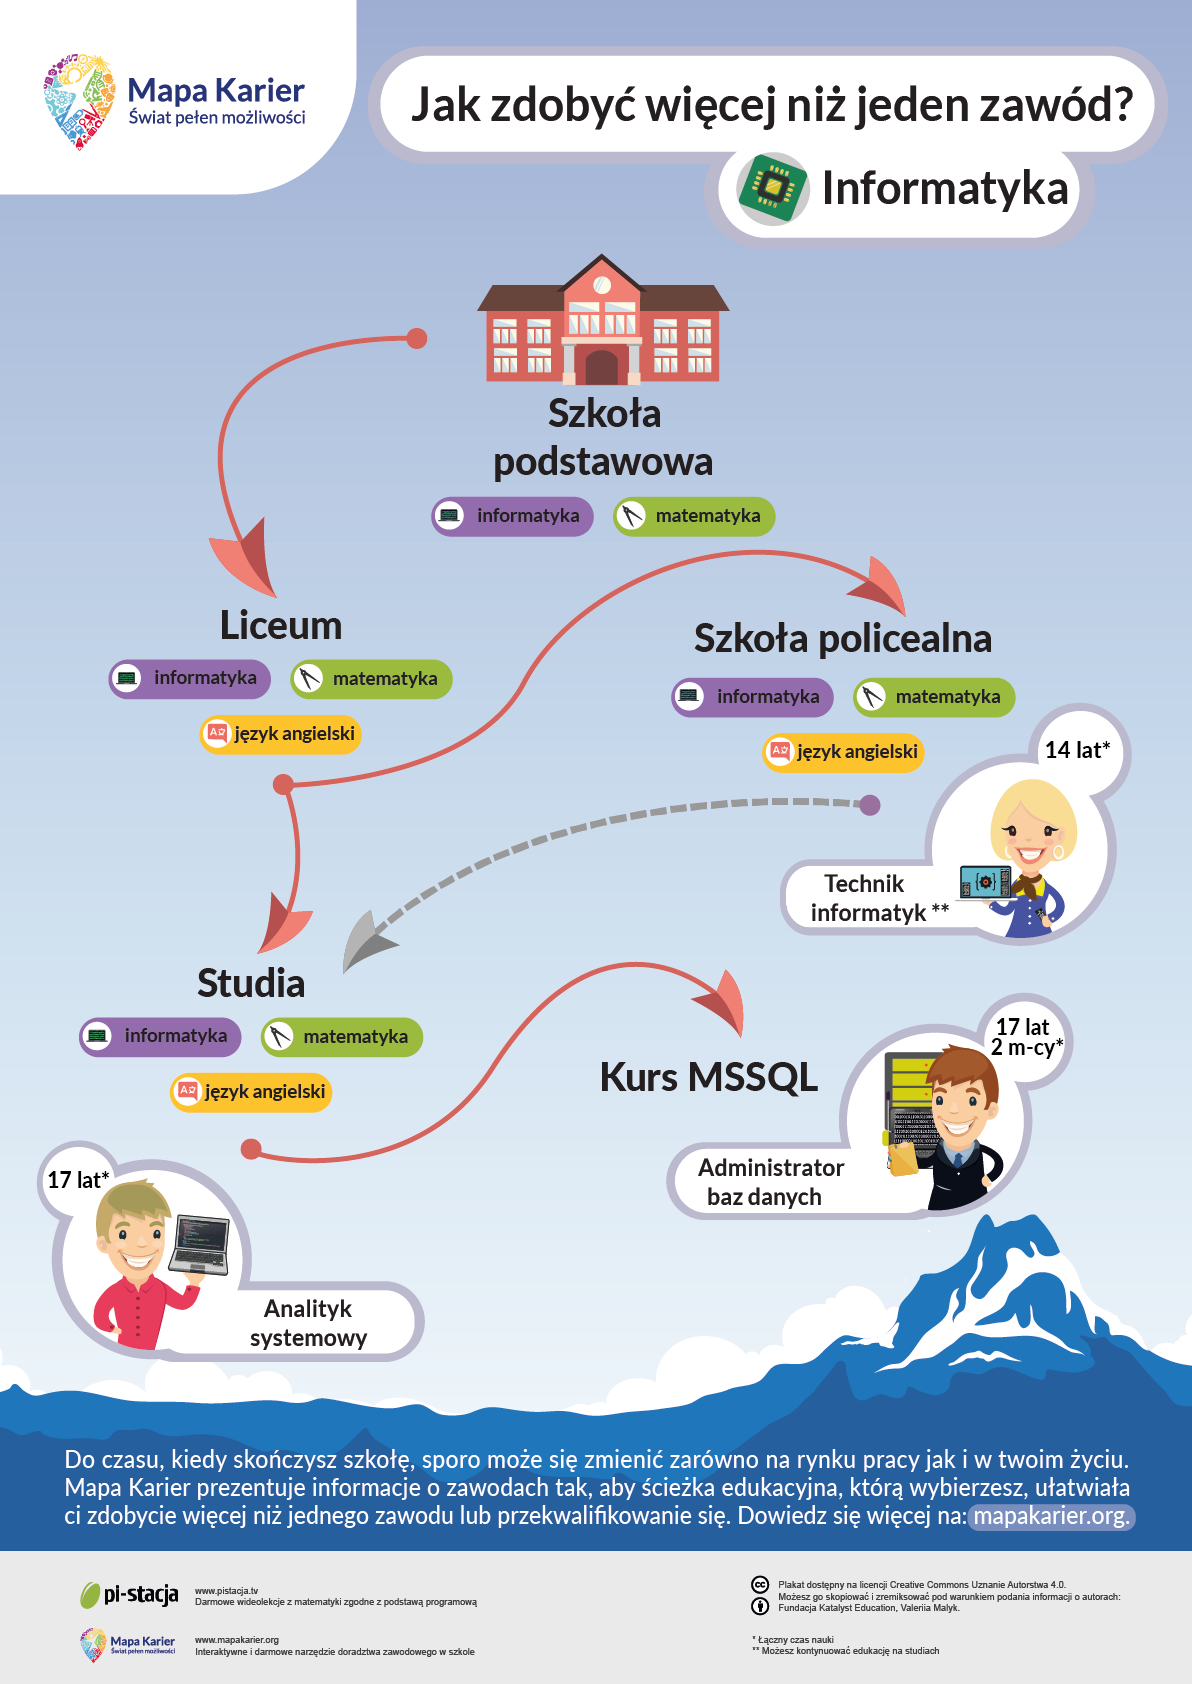 Mapa Karier
Świat pełen możliwości
Jak zdobyć więcej niż jeden zawód?
Informatyka
Szkoła
podstawowa
informatyka
matematyka
Liceum
informatyka
matematyka
język angielski
Szkoła policealna
informatyka
matematyka
język angielski
14 lat*
Technik
informatyk **
Studia
informatyka
matematyka
język angielski
Kurs MSSQL
17 lat
2 m-cy*
Administrator
baz danych
17 lat*
Analityk
systemowy
Do czasu, kiedy skończysz szkołę, sporo może się zmienić zarówno na rynku pracy jak i w twoim życiu.
Mapa Karier prezentuje informacje o zawodach tak, aby ścieżka edukacyjna, którą wybierzesz, ułatwiała
ci zdobycie więcej niż jednego zawodu lub przekwalifikowanie się. Dowiedz się więcej na: mapakarier.org.
pi-stacja
www.pistacja.tv
Darmowe wideolekcje z matematyki zgodne z podstawą programową
Mapa Karier
Świat pełen możliwości
www.mapakarier.org
Interaktywne i darmowe narzędzie doradztwa zawodowego w szkole
cc
Plakat dostępny na licencji Creative Commons Uznanie Autorstwa 4.0.
Możesz go skopiować i zremiksować pod warunkiem podania informacji o autorach:
Fundacja Katalyst Education, Valeriia Malyk.
* Łączny czas nauki
** Możesz kontynuować edukację na studiach